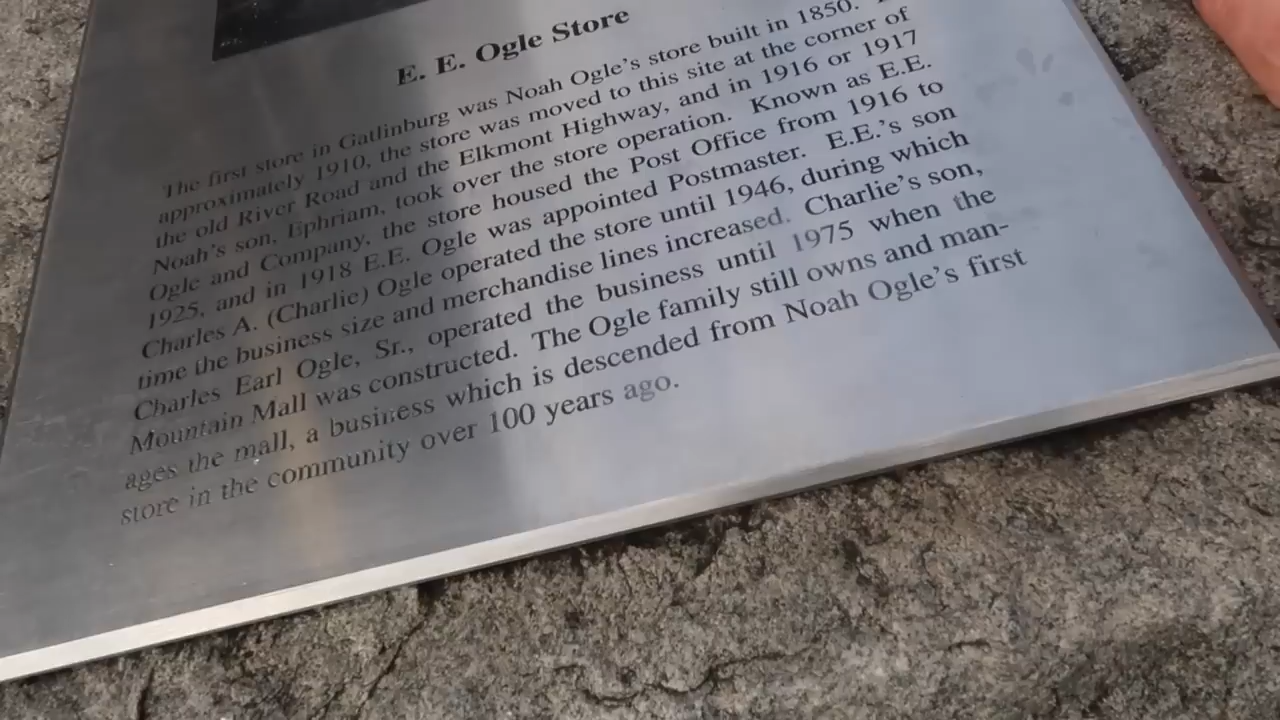 E. E. Ogle Store
The first store in Gatlinburg was Noah Ogle's store built in 1850.
approximately 1910, the store was moved to this site at the corner of
the old River Road and the Elkmont Highway, and in 1916 or 1917
Noah's son, Ephriam, took over the store operation. Known as E.E.
Ogle and Company, the store housed the Post Office from 1916 to
1925, and in 1918 E.E. Ogle was appointed Postmaster. E.E.'s son
Charles A. (Charlie) Ogle operated the store until 1946, during which
time the business size and merchandise lines increased. Charlie's son,
Charles Earl Ogle, Sr., operated the business until 1975 when the
Mountain Mall was constructed. The Ogle family still owns and man-
ages the mall, a business which is descended from Noah Ogle's first
store in the community over 100 years ago.